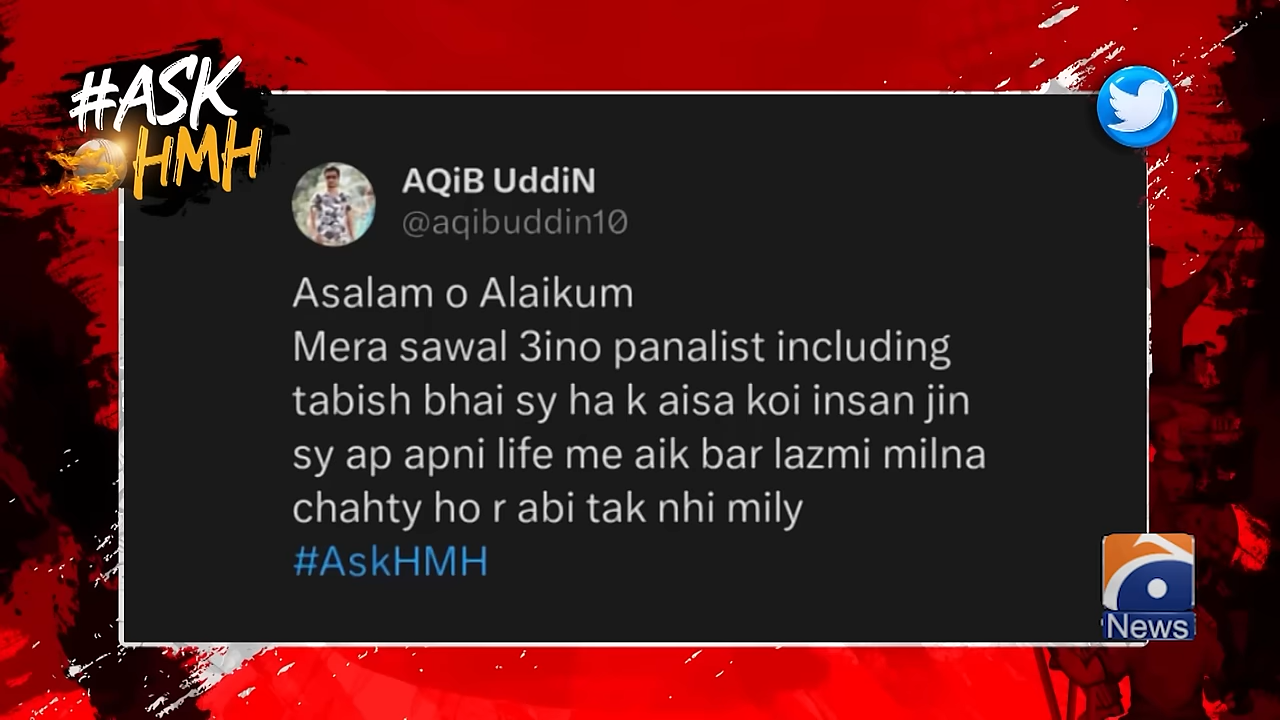 #ASK
HMH
AQiB UddiN
@aqibuddin10
Asalam o Alaikum
Mera sawal 3ino panalist including
tabish bhai sy ha k aisa koi insan jin
sy ap apni life me aik bar lazmi milna
chahty ho r abi tak nhi mily
#AskHMH
News